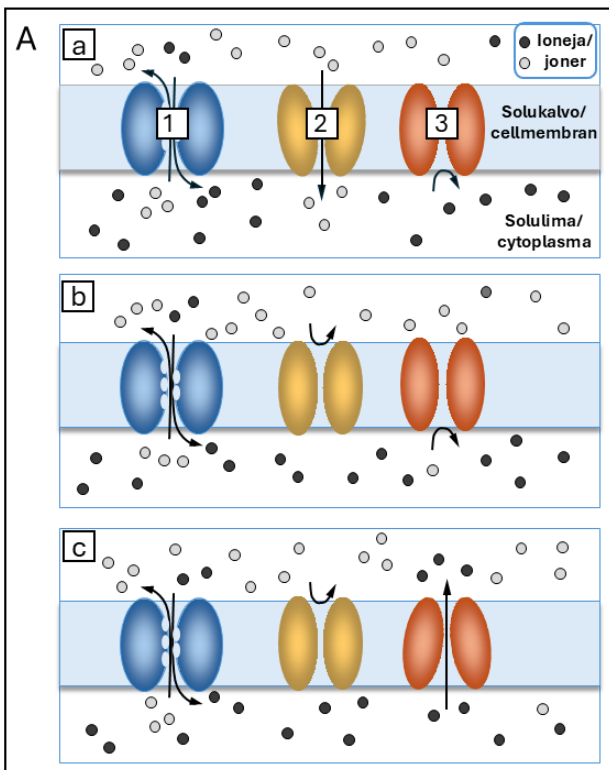 A
a
Ioneja/
joner
1
2
3
Solukalvo/
cellmembran
Solulima/
cytoplasma
b
c